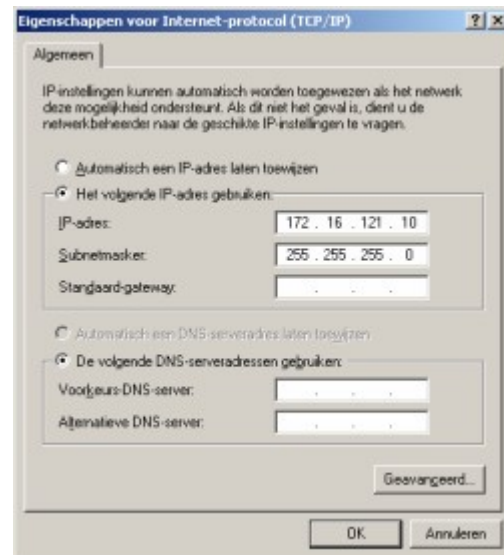 Eigenschappen voor Internet-protocol (TCP/IP)
Algemeen
IP-instellingen kunnen automatisch worden toegewezen als het netwerk
deze mogelijkheid ondersteunt. Als dit niet het geval is, dient u de
netwerkbeheerder naar de geschikte IP-instellingen te vragen.
Automatisch een IP-adres laten toewijzen
Het volgende IP-adres gebruiken:
IP-adres: 172 . 16 . 121 . 10
Subnetmasker: 255 . 255 . 255 . 0
Standaard-gateway: . . .
Automatisch een DNS-serveradres laten toewijzen
De volgende DNS-serveradressen gebruiken:
Voorkeurs-DNS-server: . . .
Alternatieve DNS-server: . . .
Geavanceerd...
OK Annuleren